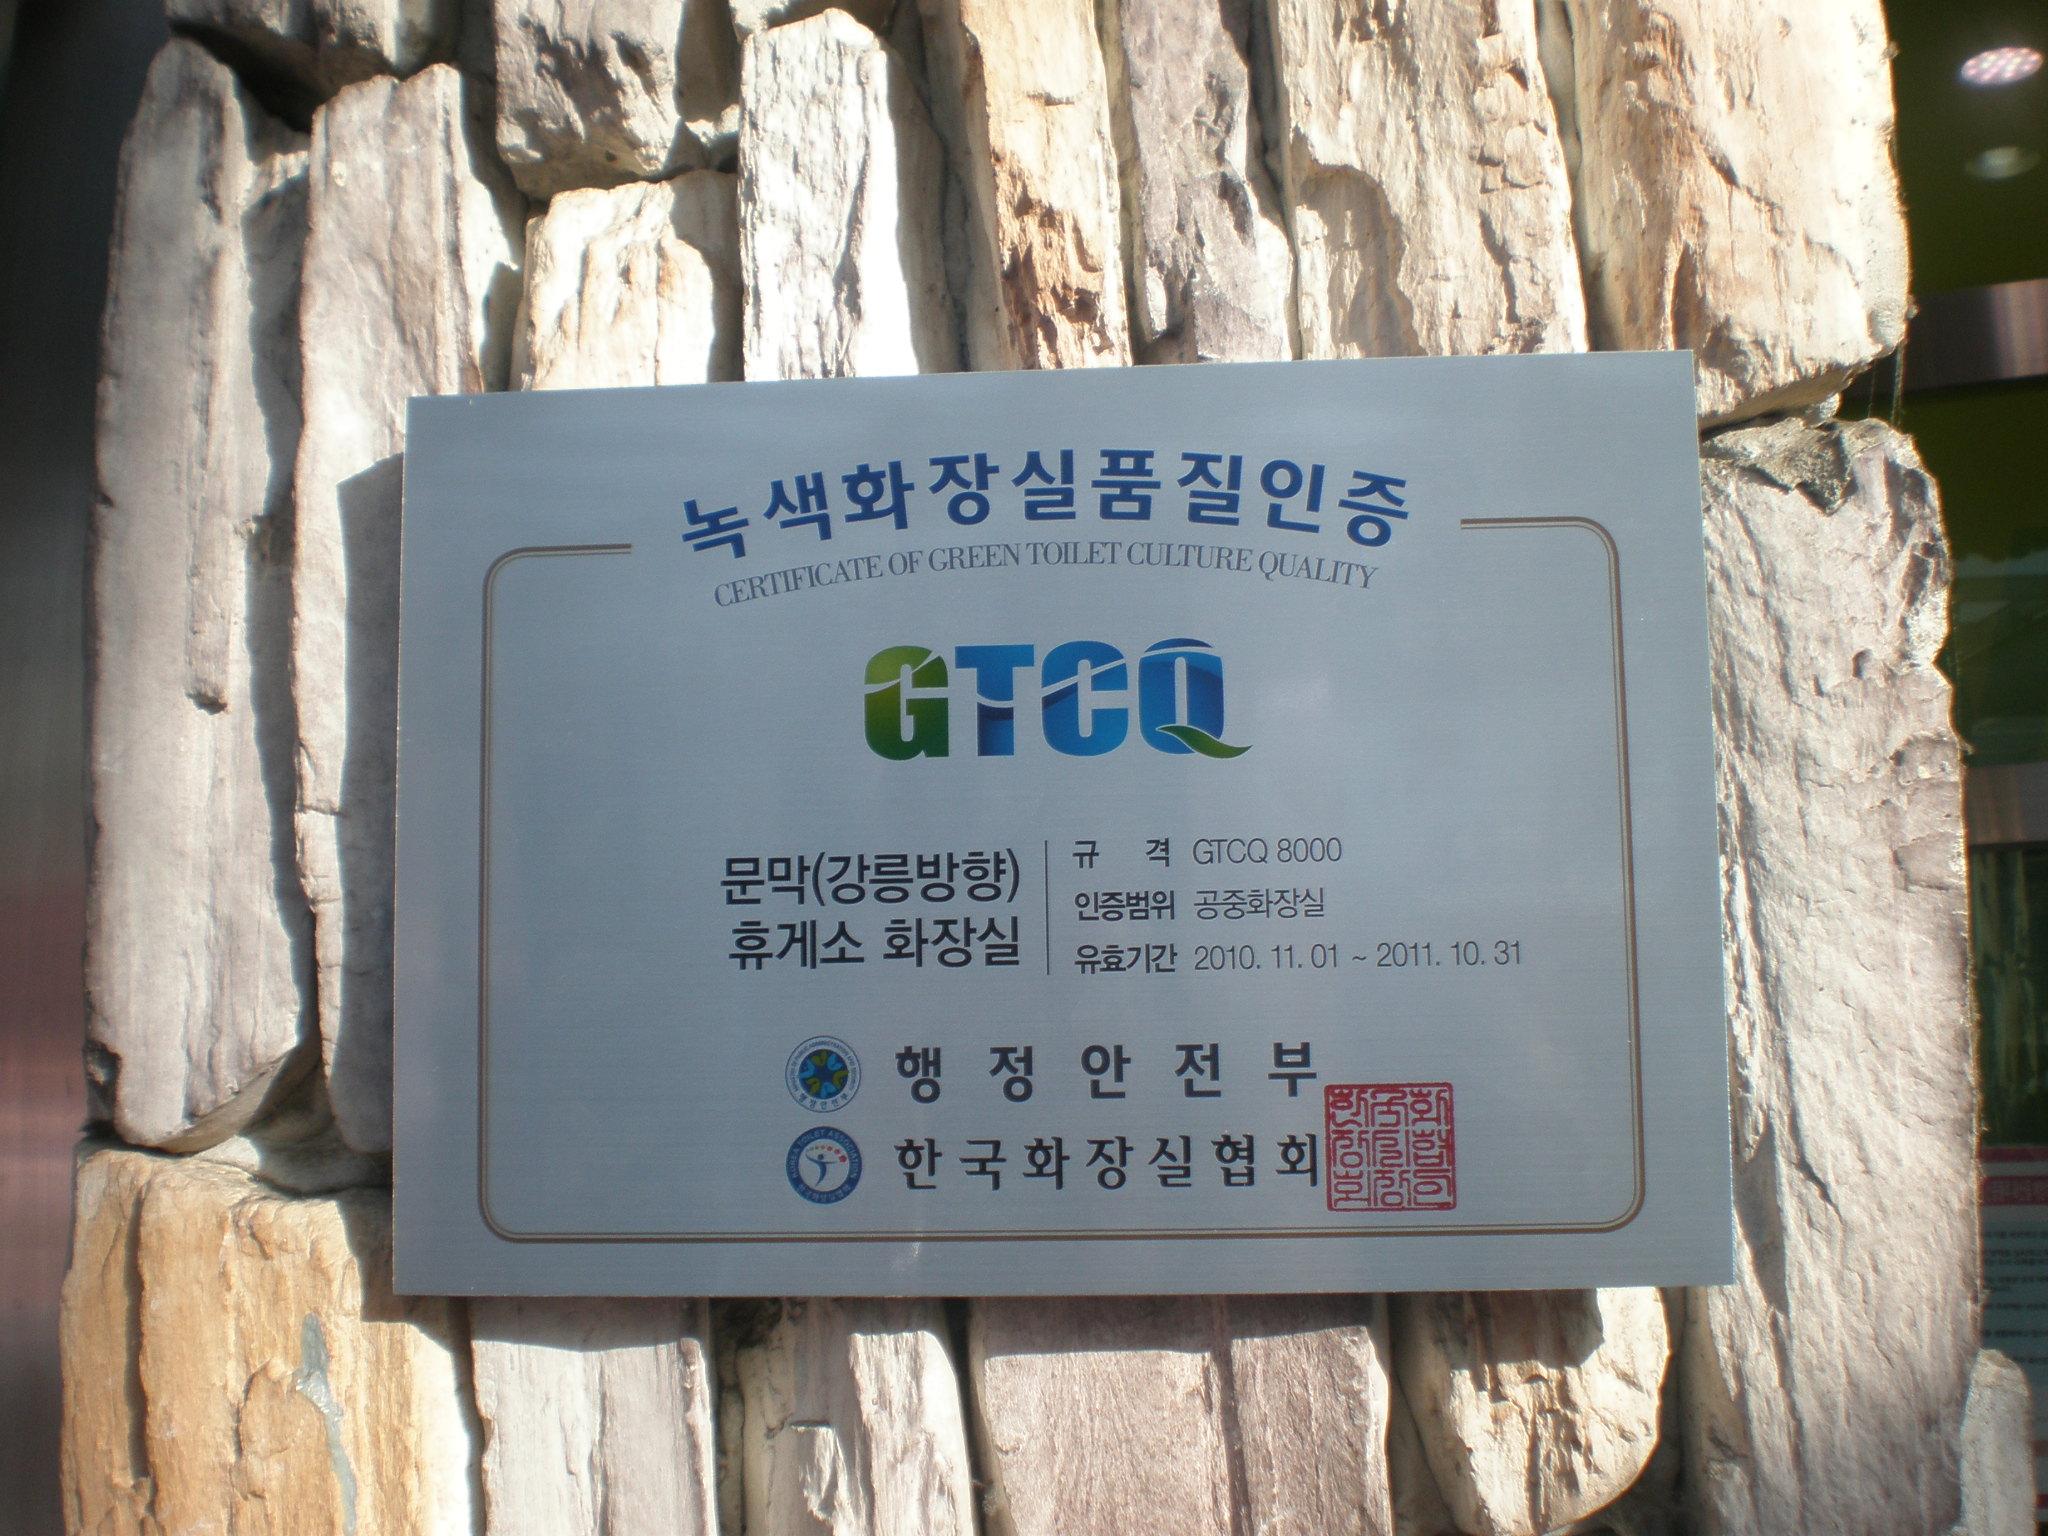 녹색화장실품질인증
CERTIFICATE OF GREEN TOILET CULTURE QUALITY
GTCQ
문막(강릉방향)
휴게소 화장실
규 격 GTCQ 8000
인증범위 공중화장실
유효기간 2010. 11. 01 ~ 2011. 10. 31
행정안전부
한국화장실협회